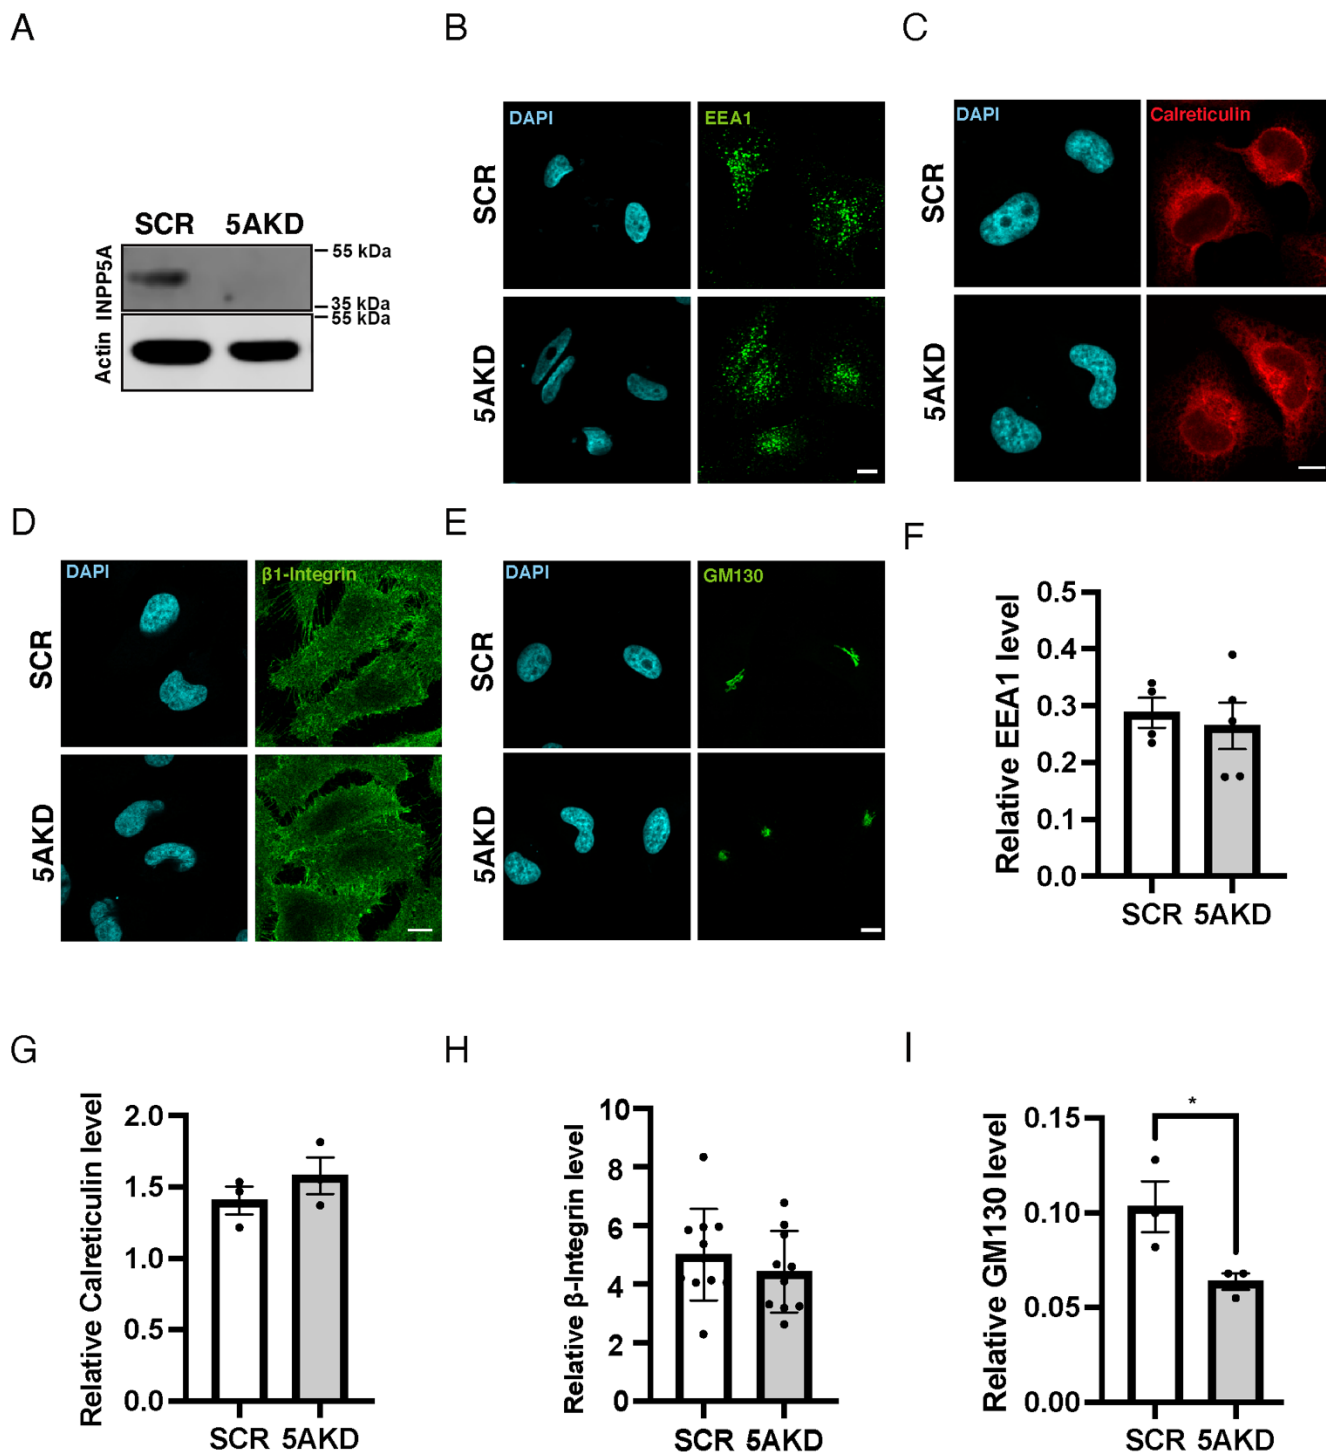 A
SCR 5AKD
INPP5A
55 kDa
35 kDa
Actin
55 kDa
B
DAPI EEA1
SCR
5AKD
C
DAPI Calreticulin
SCR
5AKD
D
DAPI β1-Integrin
SCR
5AKD
E
DAPI GM130
SCR
5AKD
F
Relative EEA1 level
0.5
0.4
0.3
0.2
0.1
0.0
SCR 5AKD
G
Relative Calreticulin level
2.0
1.5
1.0
0.5
0.0
SCR 5AKD
H
Relative β-Integrin level
10
8
6
4
2
0
SCR 5AKD
I
Relative GM130 level
0.15
0.10
0.05
0.00
*
SCR 5AKD